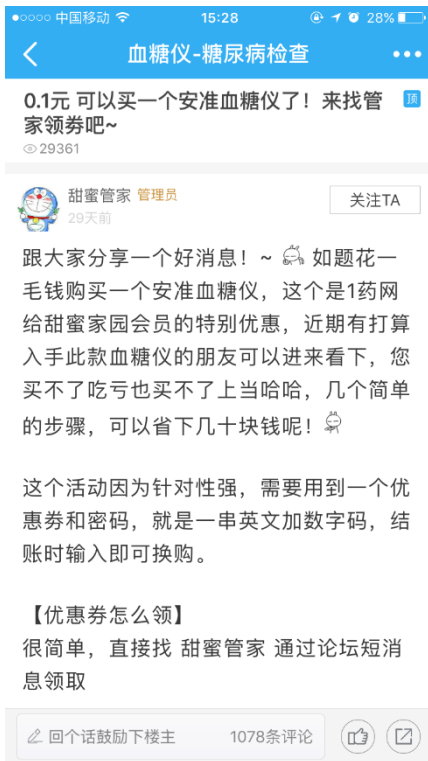 中国移动 15:28 28%
血糖仪-糖尿病检查
0.1元 可以买一个安准血糖仪了！来找管
家领券吧~
顶
29361
甜蜜管家 管理员
关注TA
29天前
跟大家分享一个好消息！~ 如题花一
毛钱购买一个安准血糖仪，这个是1药网
给甜蜜家园会员的特别优惠，近期有打算
入手此款血糖仪的朋友可以进来看下，您
买不了吃亏也买不了上当哈哈，几个简单
的步骤，可以省下几十块钱呢！
这个活动因为针对性强，需要用到一个优
惠券和密码，就是一串英文加数字码，结
账时输入即可换购。
【优惠券怎么领】
很简单，直接找 甜蜜管家 通过论坛短消
息领取
回个话鼓励下楼主 1078条评论